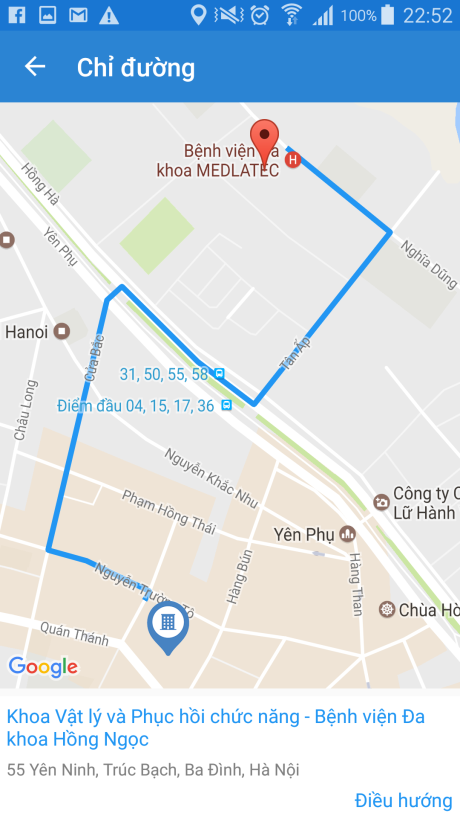 100% 22:52
Chỉ đường
Bệnh viện Đa
khoa MEDLATEC
H
Hồng Hà
Yên Phụ
Nghĩa Dũng
Hanoi
Cửa Bắc
Tân Ấp
31, 50, 55, 58
Điểm đầu 04, 15, 17, 36
Châu Long
Nguyễn Khắc Nhu
Phạm Hồng Thái
Công ty C
Lữ Hành
Yên Phụ
Hàng Bún
Hàng Than
Nguyễn Trường Tộ
Chùa Hò
Quán Thánh
Google
Khoa Vật lý và Phục hồi chức năng - Bệnh viện Đa
khoa Hồng Ngọc
55 Yên Ninh, Trúc Bạch, Ba Đình, Hà Nội
Điều hướng